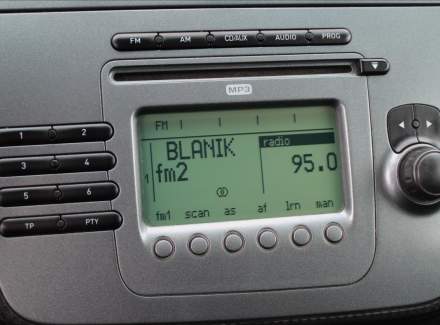 FM AM CD/AUX AUDIO PROG
MP3
FM
BLANIK radio
1 fm2 95.0
fm1 scan as af lrn man
1 2
3 4
5 6
TP PTY